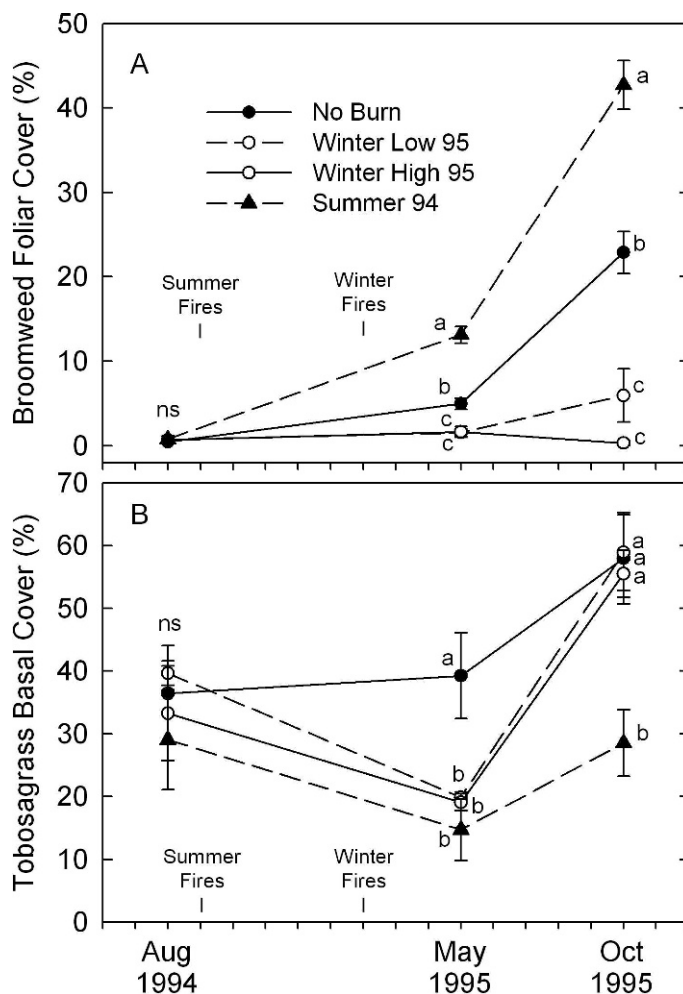 Broomweed Foliar Cover (%)
50
40
30
20
10
0
A
No Burn
Winter Low 95
Winter High 95
Summer 94
Summer
Fires
Winter
Fires
ns
a
b
c
c
a
b
c
c
Tobosagrass Basal Cover (%)
70
60
50
40
30
20
10
0
B
ns
a
b
b
b
a
a
a
b
Summer
Fires
Winter
Fires
Aug
1994
May
1995
Oct
1995